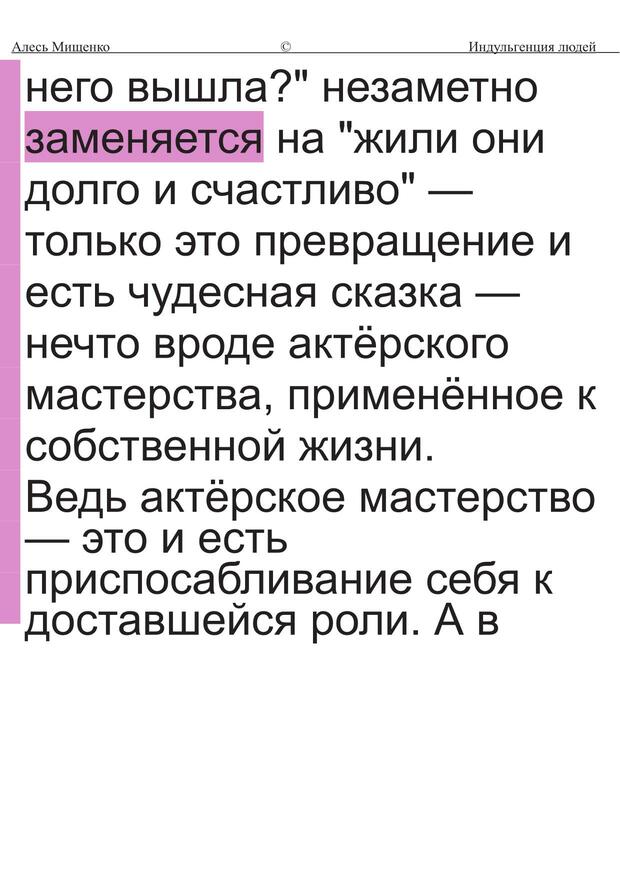 Алесь Мищенко © Индульгенция людей
него вышла?" незаметно
заменяется на "жили они
долго и счастливо" —
только это превращение и
есть чудесная сказка —
нечто вроде актёрского
мастерства, применённое к
собственной жизни.
Ведь актёрское мастерство
— это и есть
приспосабливание себя к
доставшейся роли. А в